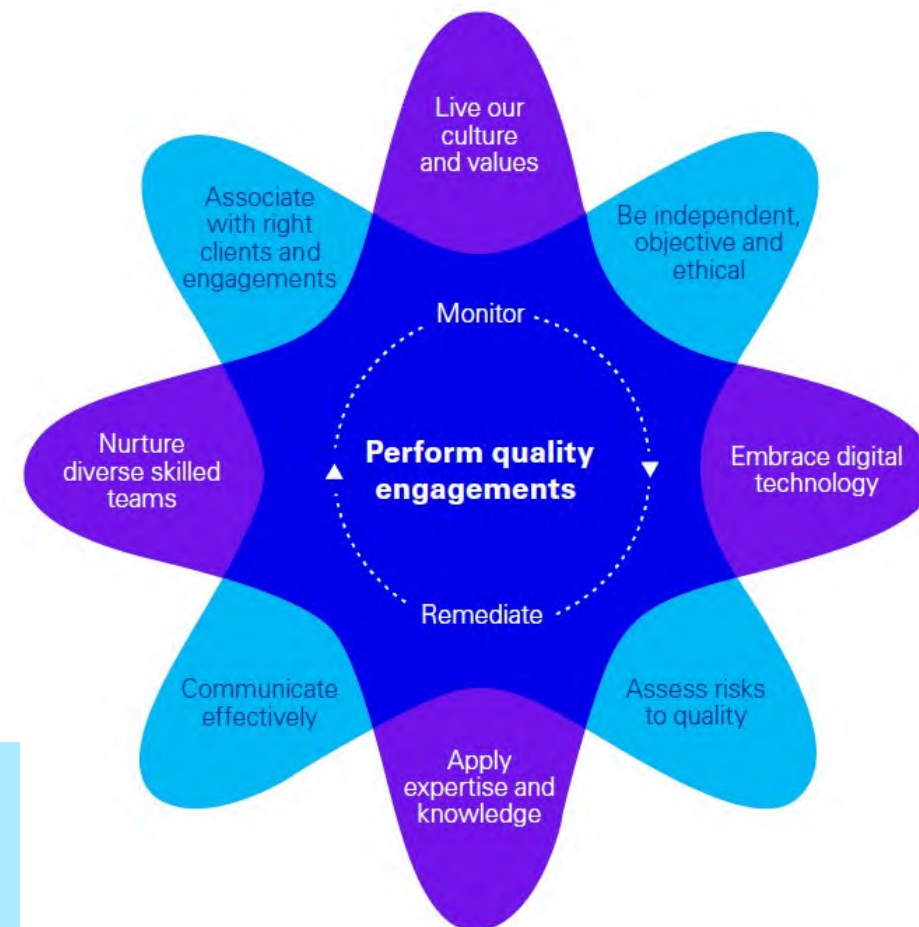 Live our
culture
and values
Be independent,
objective and
ethical
Embrace digital
technology
Assess risks
to quality
Apply
expertise and
knowledge
Communicate
effectively
Nurture
diverse skilled
teams
Associate
with right
clients and
engagements
Monitor
Perform quality
engagements
Remediate